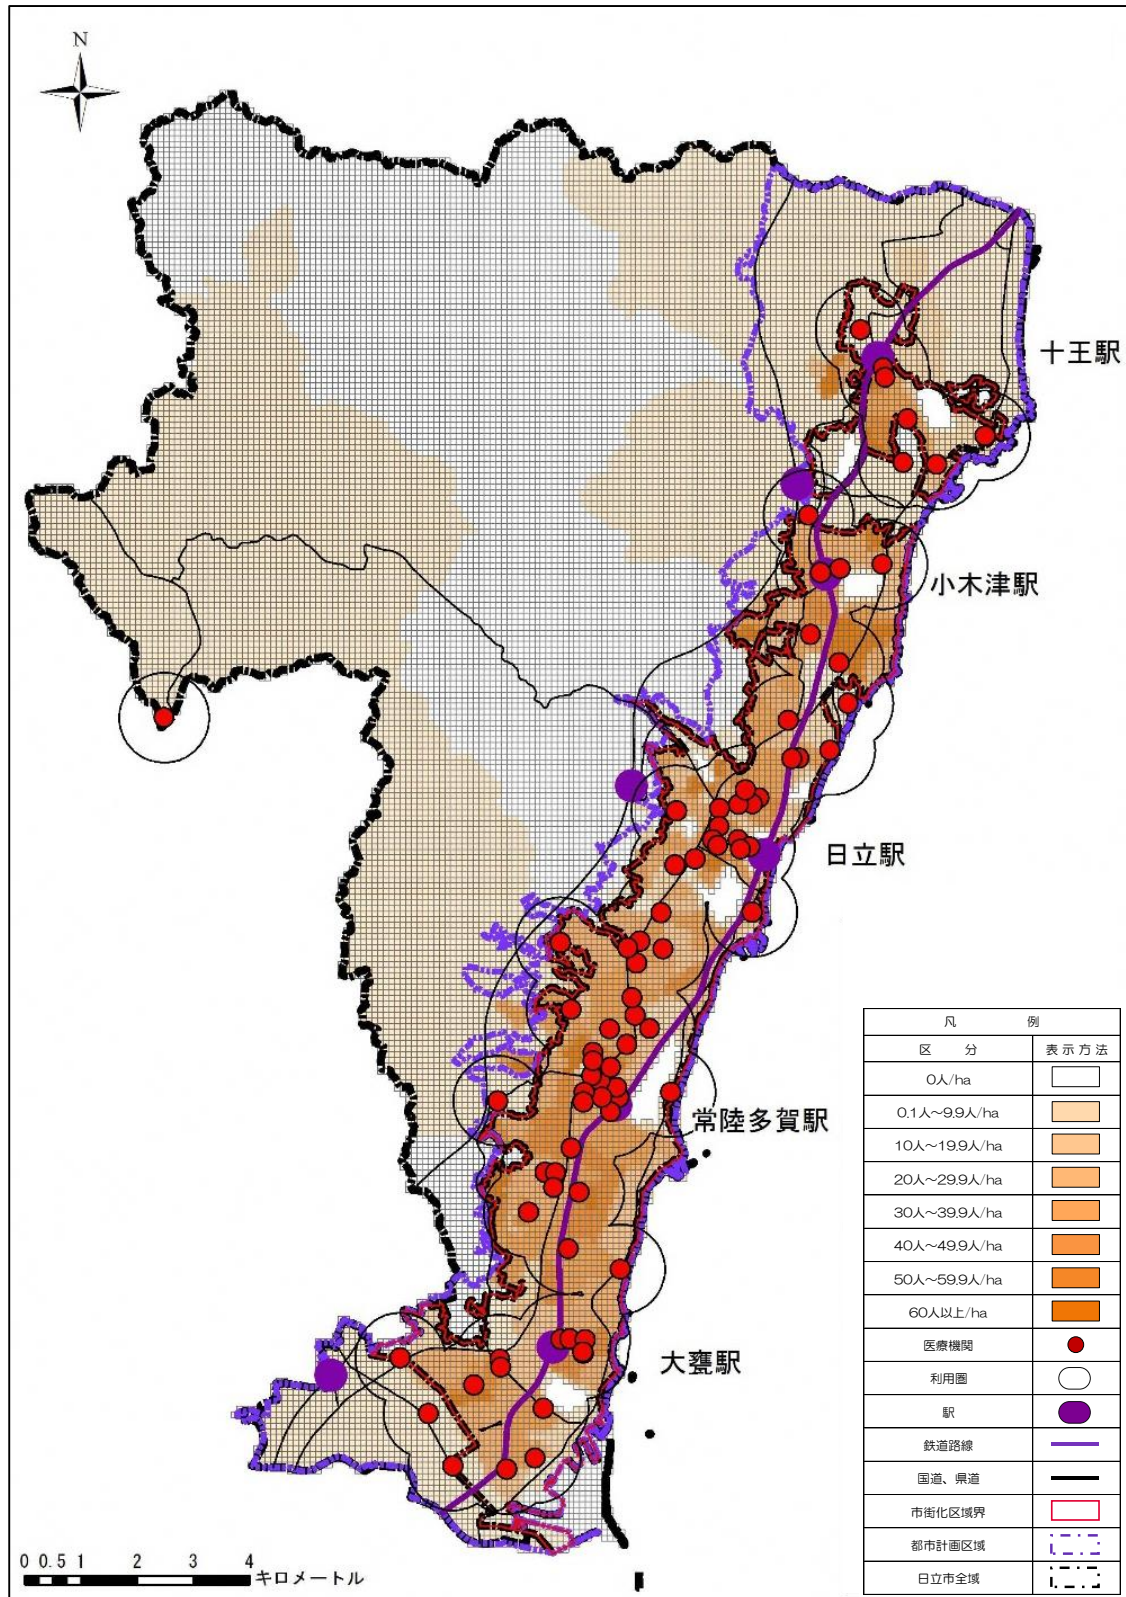 N
十王駅
小木津駅
日立駅
常陸多賀駅
大甕駅
凡 例
区 分 表示方法
0人/ha
0.1人～9.9人/ha
10人～19.9人/ha
20人～29.9人/ha
30人～39.9人/ha
40人～49.9人/ha
50人～59.9人/ha
60人以上/ha
医療機関
利用圏
駅
鉄道路線
国道、県道
市街化区域界
都市計画区域
日立市全域
0 0.5 1 2 3 4
キロメートル